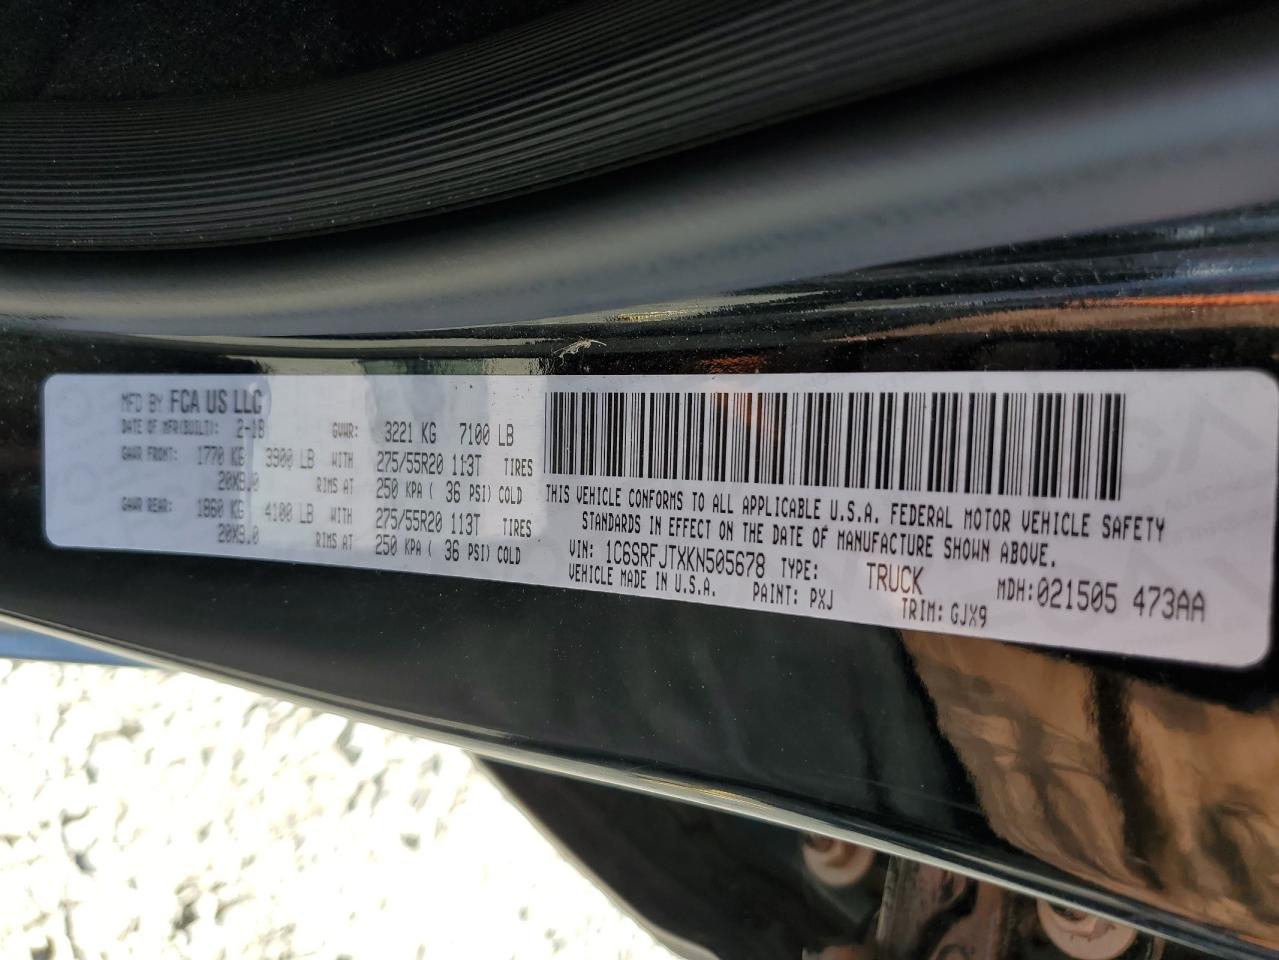 MFD BY FCA US LLC
DATE OF MFR(BUILT): 2-18 GVWR: 3221 KG 7100 LB
GAWR FRONT: 1770 KG 3900 LB WITH 275/55R20 113T TIRES
20X9.0 RIMS AT 250 KPA ( 36 PSI) COLD
GAWR REAR: 1860 KG 4100 LB WITH 275/55R20 113T TIRES
20X9.0 RIMS AT 250 KPA ( 36 PSI) COLD
THIS VEHICLE CONFORMS TO ALL APPLICABLE U.S.A. FEDERAL MOTOR VEHICLE SAFETY
STANDARDS IN EFFECT ON THE DATE OF MANUFACTURE SHOWN ABOVE.
VIN: 1C6SRFJTXKN505678 TYPE: TRUCK MDH:021505 473AA
VEHICLE MADE IN U.S.A. PAINT: PXJ TRIM: GJX9